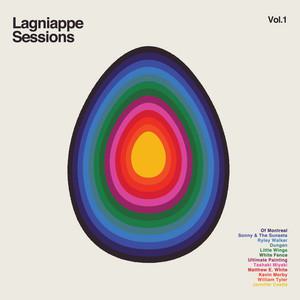 Lagniappe
Sessions
Vol.1
Of Montreal
Sonny & The Sunsets
Ryley Walker
Dungen
Little Wings
White Fence
Ultimate Painting
Tashaki Miyaki
Matthew E. White
Kevin Morby
William Tyler
Jennifer Castle